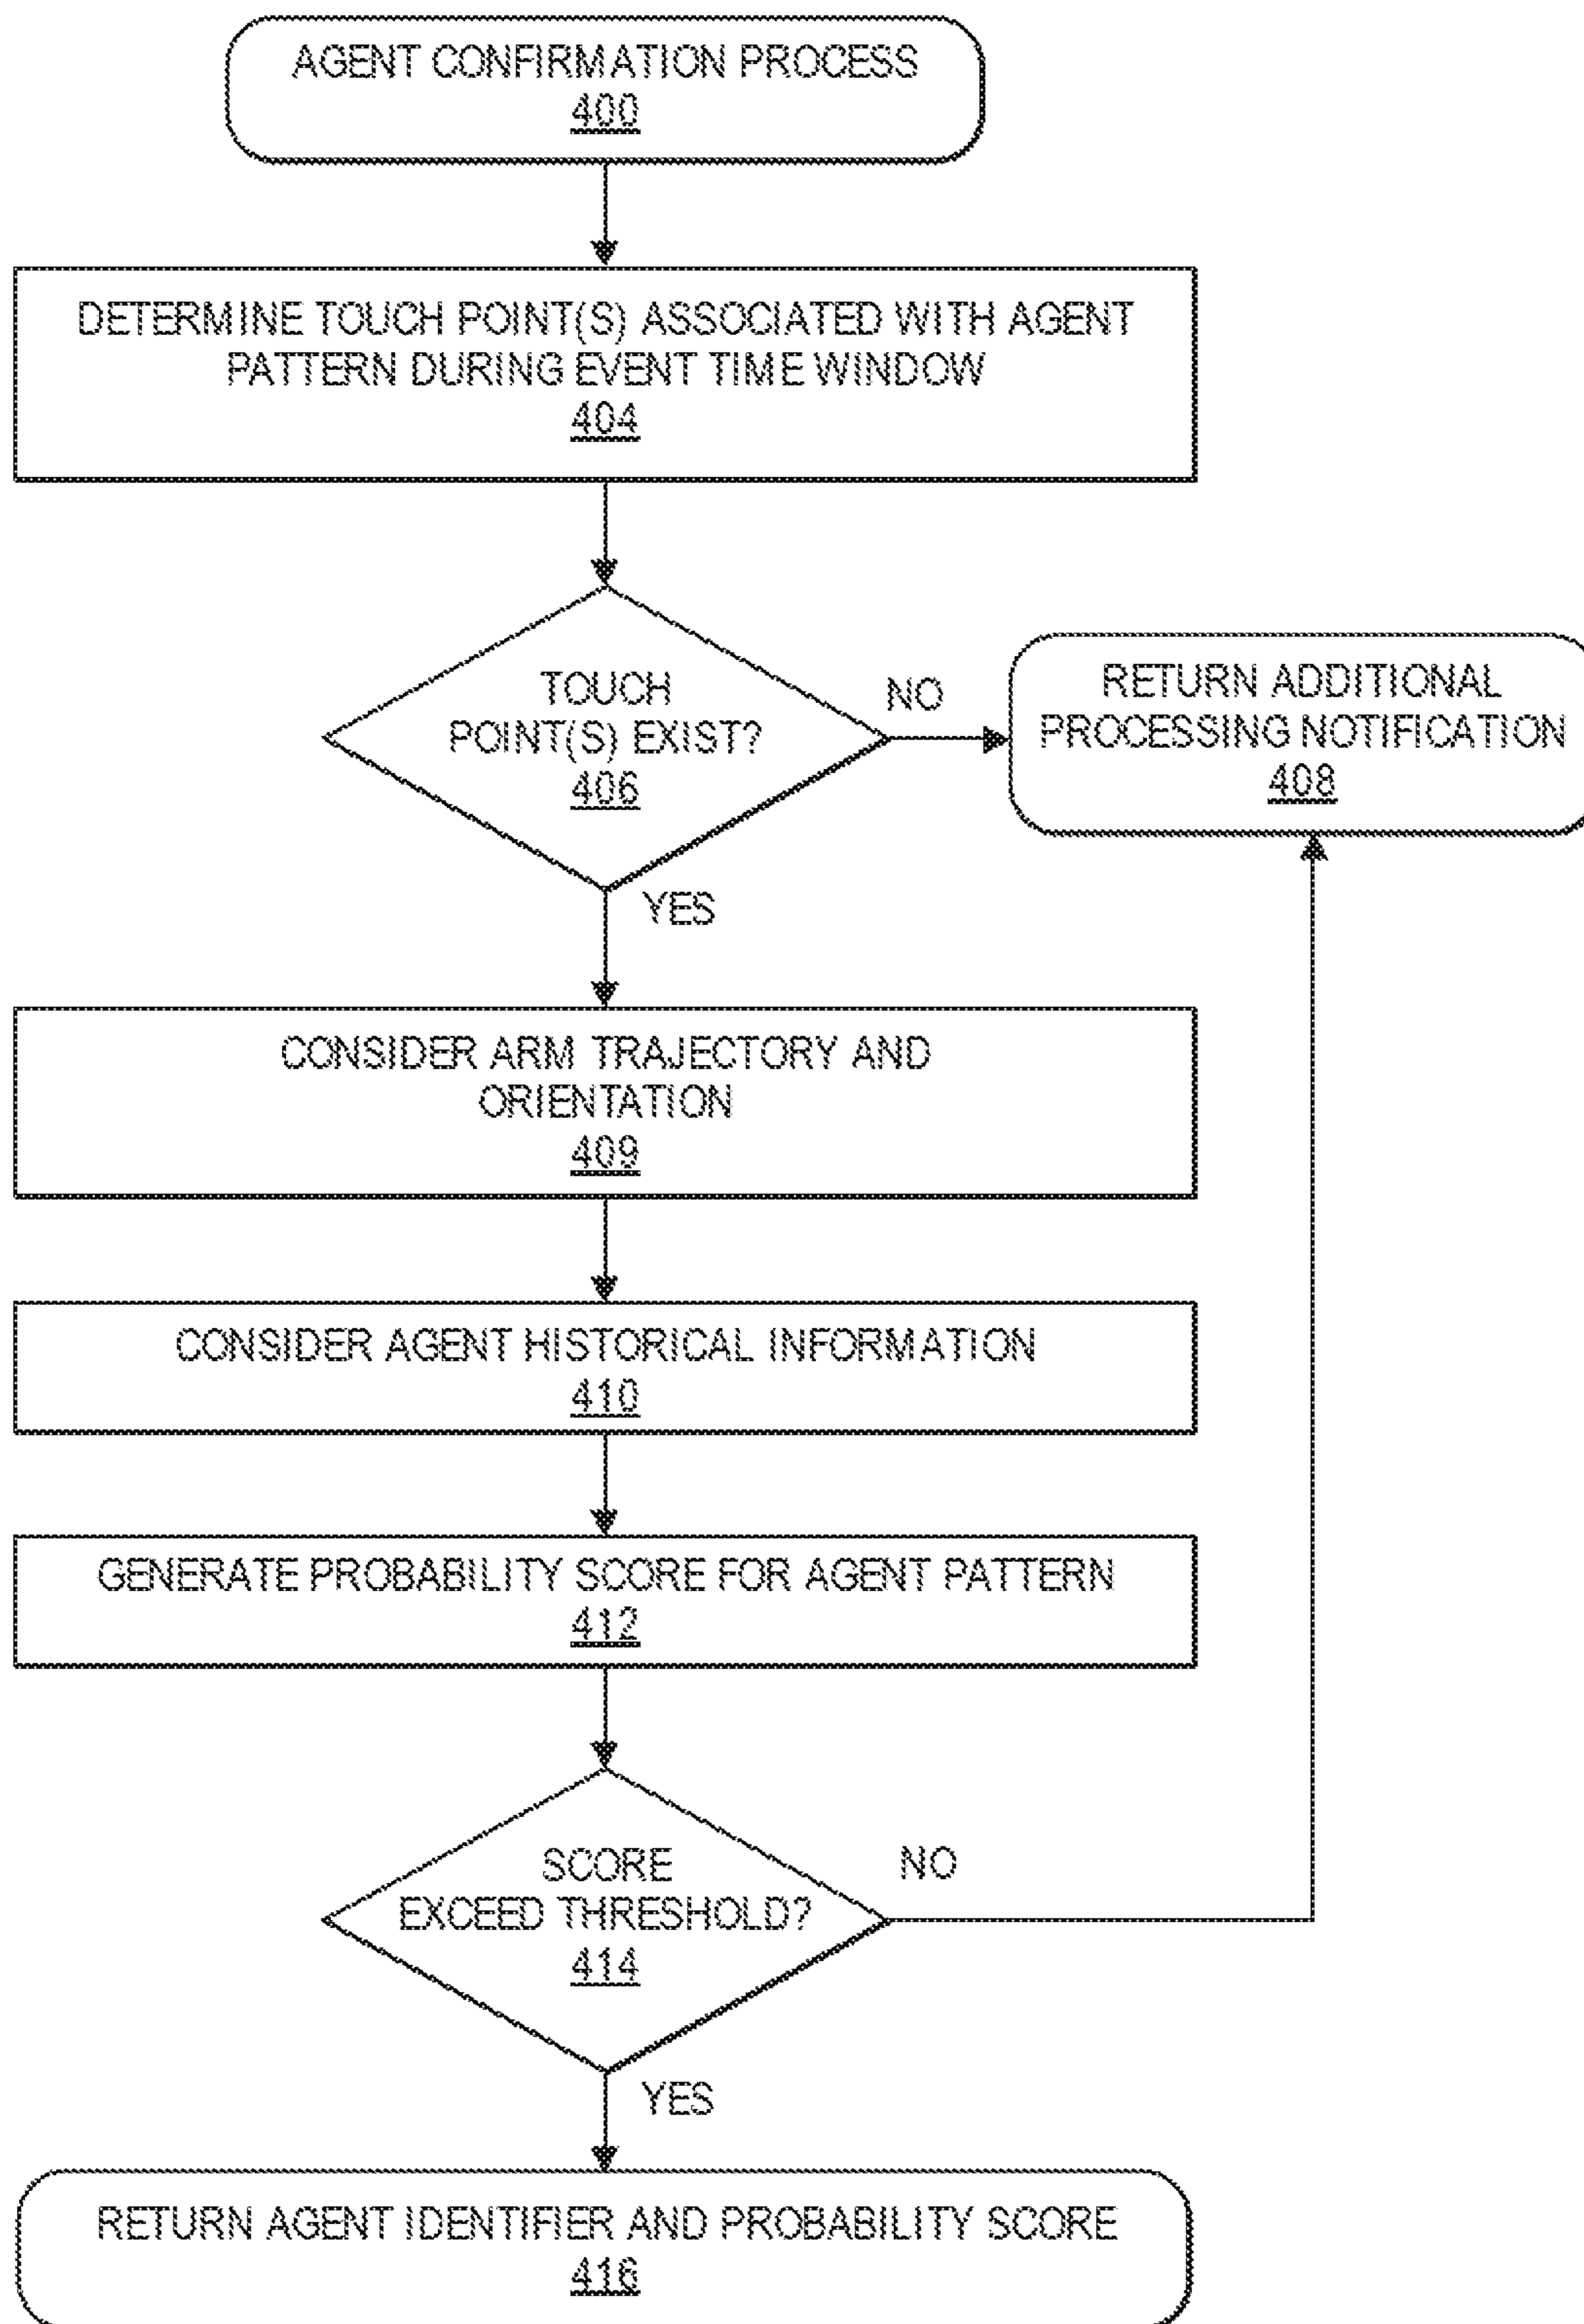 AGENT CONFIRMATION PROCESS
400
DETERMINE TOUCH POINT(S) ASSOCIATED WITH AGENT
PATTERN DURING EVENT TIME WINDOW
404
TOUCH
POINT(S) EXIST?
406
NO
RETURN ADDITIONAL
PROCESSING NOTIFICATION
408
YES
CONSIDER ARM TRAJECTORY AND
ORIENTATION
409
CONSIDER AGENT HISTORICAL INFORMATION
410
GENERATE PROBABILITY SCORE FOR AGENT PATTERN
412
SCORE
EXCEED THRESHOLD?
414
NO
YES
RETURN AGENT IDENTIFIER AND PROBABILITY SCORE
416